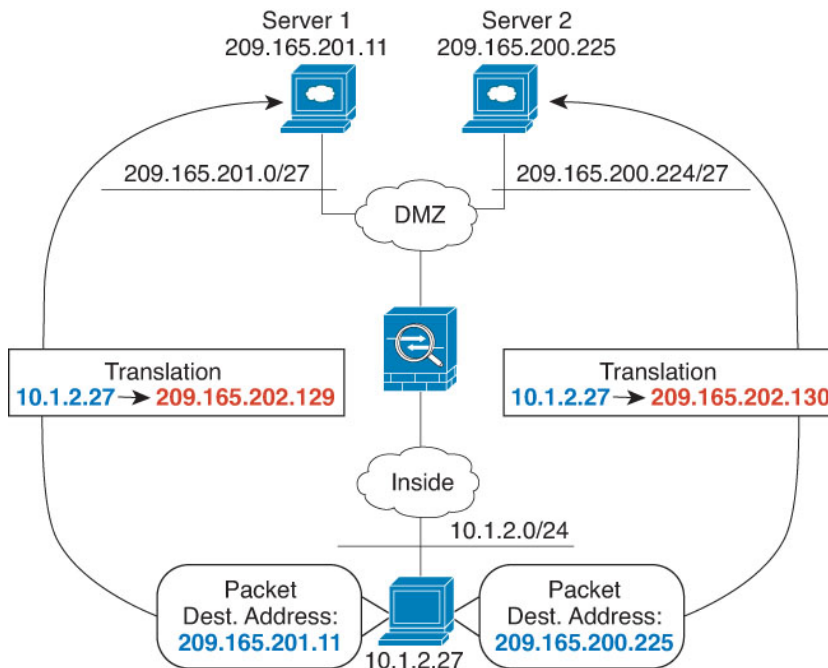 Server 1
209.165.201.11
Server 2
209.165.200.225
209.165.201.0/27
209.165.200.224/27
DMZ
Translation
10.1.2.27 → 209.165.202.129
Translation
10.1.2.27 → 209.165.202.130
Inside
10.1.2.0/24
Packet
Dest. Address:
209.165.201.11
Packet
Dest. Address:
209.165.200.225
10.1.2.27